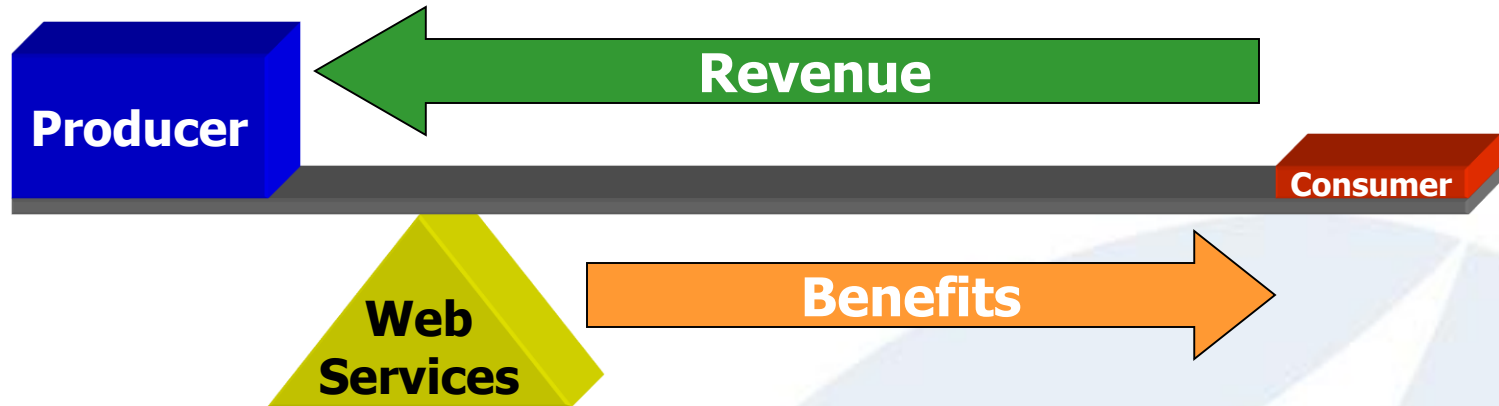 Revenue
Producer
Consumer
Benefits
Web
Services